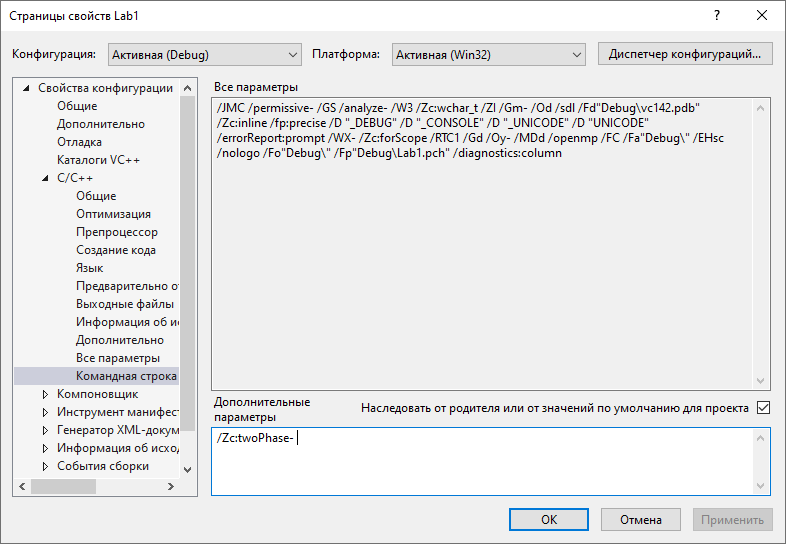 Страницы свойств Lab1
Конфигурация: Активная (Debug) Платформа: Активная (Win32) Диспетчер конфигураций...
Свойства конфигурации
Общие
Дополнительно
Отладка
Каталоги VC++
C/C++
Общие
Оптимизация
Препроцессор
Создание кода
Язык
Предварительно от
Выходные файлы
Информация об ис
Дополнительно
Все параметры
Командная строка
Компоновщик
Инструмент манифест
Генератор XML-докум
Информация об исход
События сборки
Все параметры
/JMC /permissive- /GS /analyze- /W3 /Zc:wchar_t /ZI /Gm- /Od /sdl /Fd"Debug\vc142.pdb"
/Zc:inline /fp:precise /D "_DEBUG" /D "_CONSOLE" /D "_UNICODE" /D "UNICODE"
/errorReport:prompt /WX- /Zc:forScope /RTC1 /Gd /Oy- /MDd /openmp /FC /Fa"Debug\" /EHsc
/nologo /Fo"Debug\" /Fp"Debug\Lab1.pch" /diagnostics:column
Дополнительные
параметры
Наследовать от родителя или от значений по умолчанию для проекта
/Zc:twoPhase-
ОК Отмена Применить